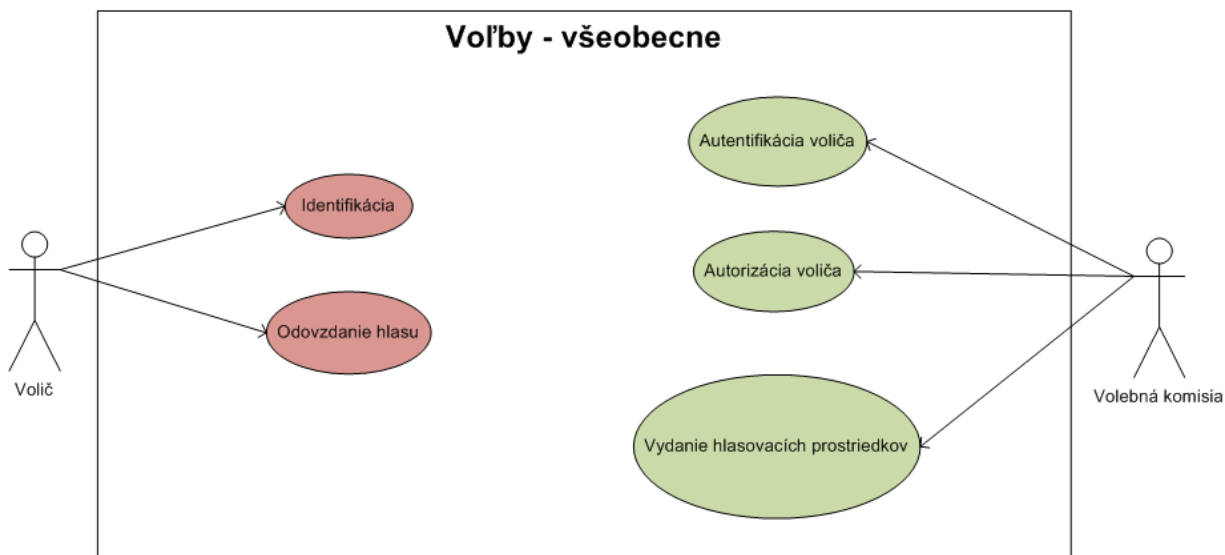 Voľby - všeobecne
Autentifikácia voliča
Identifikácia
Autorizácia voliča
Odovzdanie hlasu
Volič
Volebná komisia
Vydanie hlasovacích prostriedkov